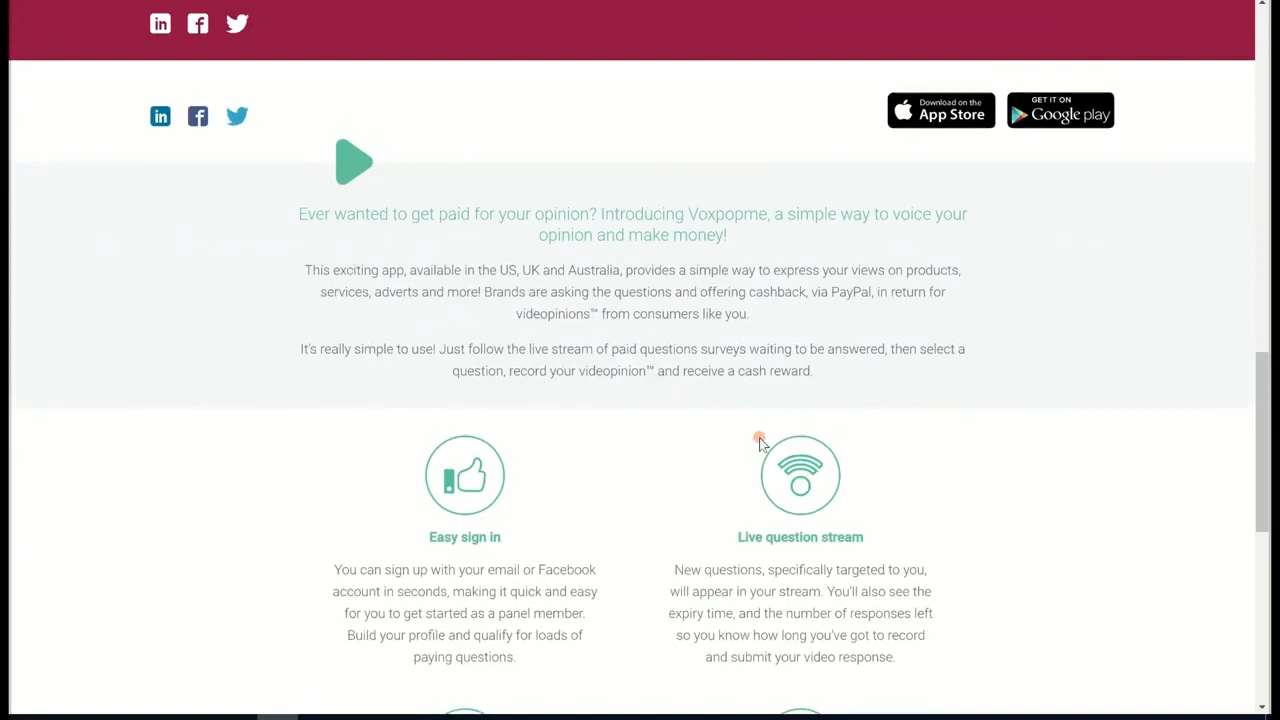 Download on the
App Store
GET IT ON
Google play
Ever wanted to get paid for your opinion? Introducing Voxpopme, a simple way to voice your
opinion and make money!
This exciting app, available in the US, UK and Australia, provides a simple way to express your views on products,
services, adverts and more! Brands are asking the questions and offering cashback, via PayPal, in return for
videopinions™ from consumers like you.
It's really simple to use! Just follow the live stream of paid questions surveys waiting to be answered, then select a
question, record your videopinion™ and receive a cash reward.
Easy sign in
You can sign up with your email or Facebook
account in seconds, making it quick and easy
for you to get started as a panel member.
Build your profile and qualify for loads of
paying questions.
Live question stream
New questions, specifically targeted to you,
will appear in your stream. You'll also see the
expiry time, and the number of responses left
so you know how long you've got to record
and submit your video response.